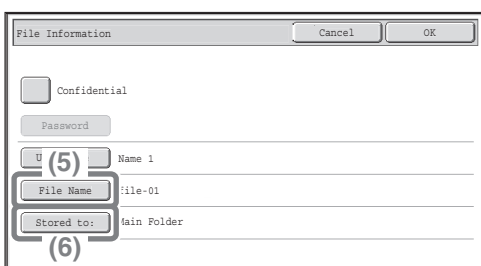 File Information Cancel OK
Confidential
Password
(5) Name 1
File Name File-01
Stored to: Main Folder
(6)